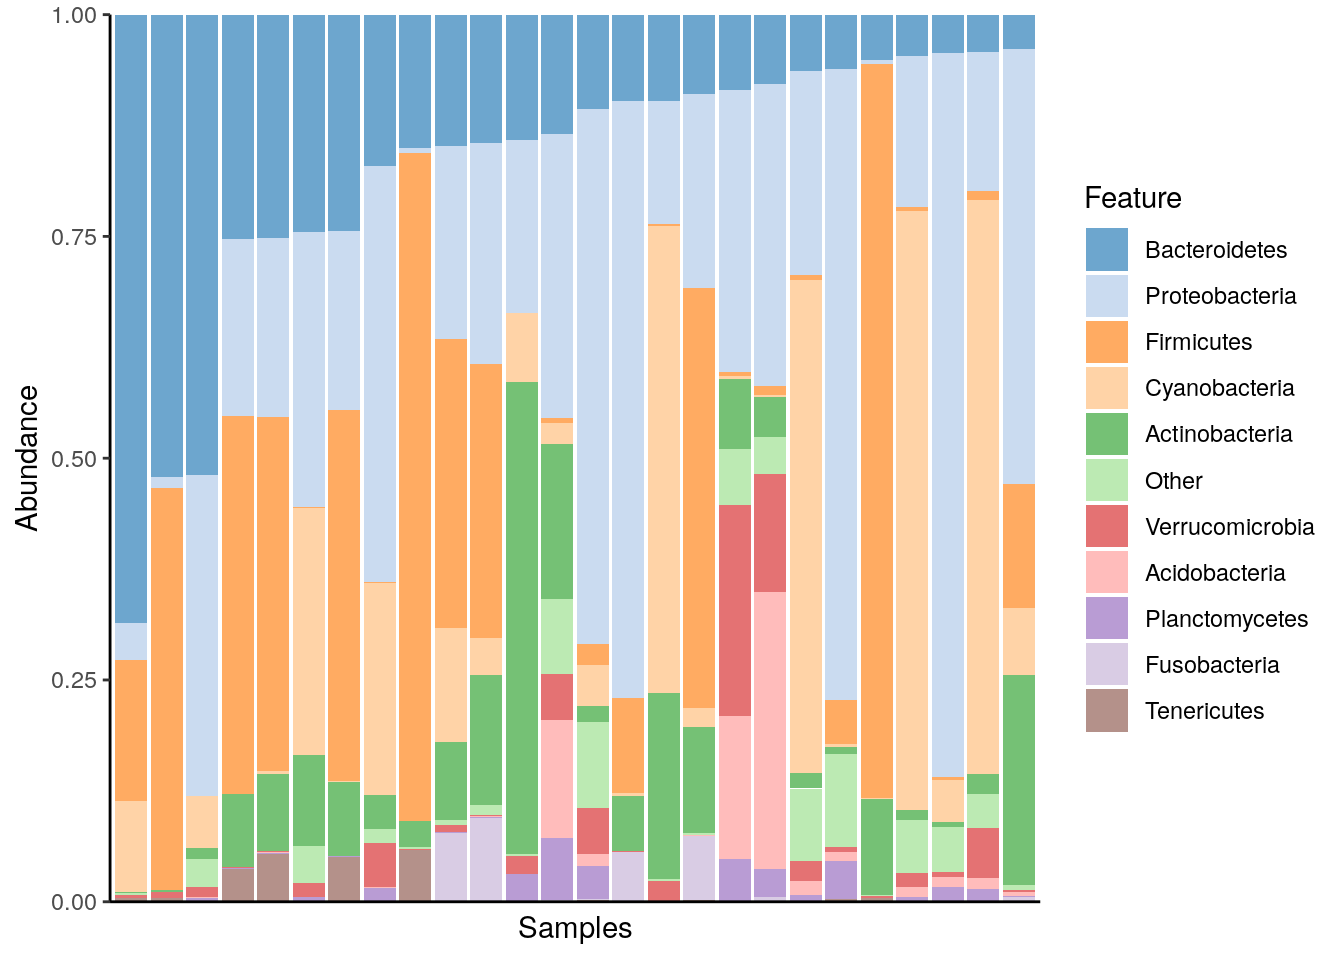 1.00
0.75
0.50
0.25
0.00
Abundance
Samples
Feature
Bacteroidetes
Proteobacteria
Firmicutes
Cyanobacteria
Actinobacteria
Other
Verrucomicrobia
Acidobacteria
Planctomycetes
Fusobacteria
Tenericutes